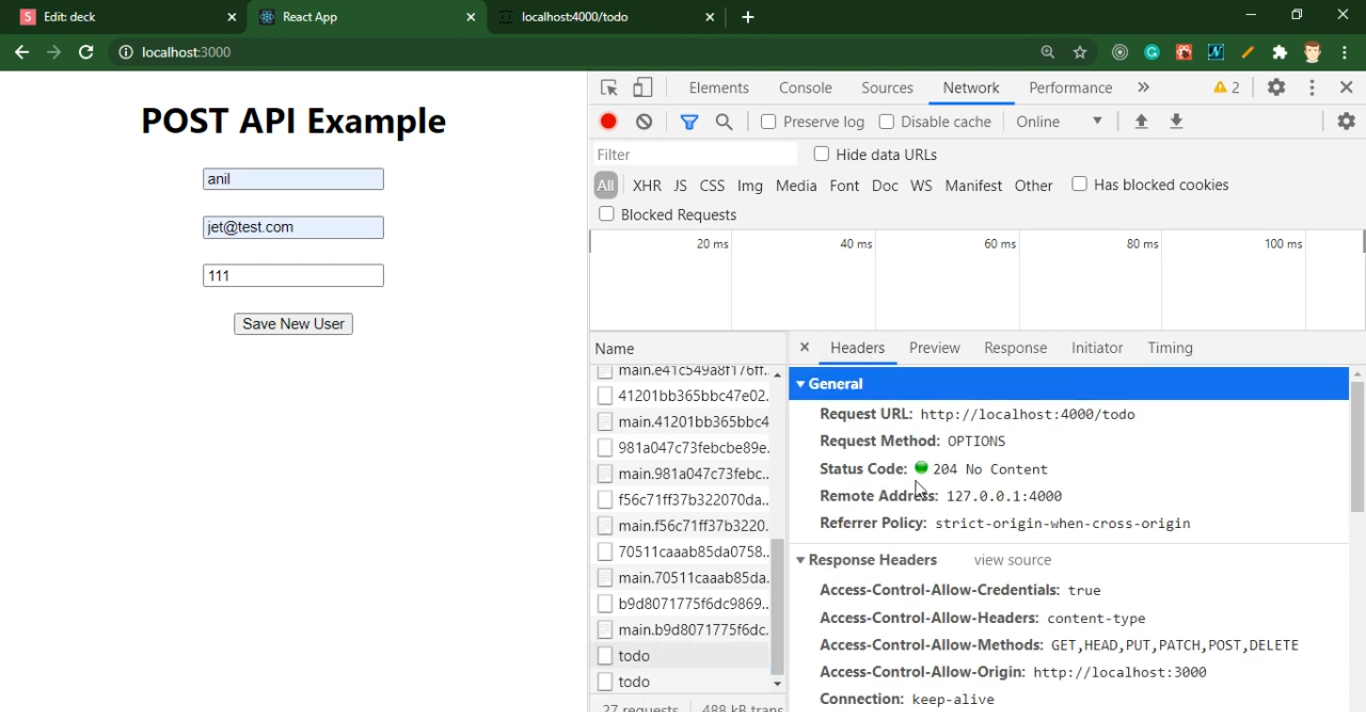 Edit: deck
React App
localhost:4000/todo
localhost:3000
POST API Example
anil
jet@test.com
111
Save New User
Elements Console Sources Network Performance 2
Preserve log Disable cache Online
Filter Hide data URLs
All XHR JS CSS Img Media Font Doc WS Manifest Other Has blocked cookies
Blocked Requests
20 ms 40 ms 60 ms 80 ms 100 ms
Name
main.e41c549a8f176ff..
41201bb365bbc47e02.
main.41201bb365bbc4
981a047c73febcbe89e.
main.981a047c73febc..
f56c71ff37b322070da..
main.f56c71ff37b3220.
70511caaab85da0758..
main.70511caaab85da.
b9d8071775f6dc9869..
main.b9d8071775f6dc.
todo
todo
27 requests 488 kB trans
Headers Preview Response Initiator Timing
General
Request URL: http://localhost:4000/todo
Request Method: OPTIONS
Status Code: 204 No Content
Remote Address: 127.0.0.1:4000
Referrer Policy: strict-origin-when-cross-origin
Response Headers view source
Access-Control-Allow-Credentials: true
Access-Control-Allow-Headers: content-type
Access-Control-Allow-Methods: GET,HEAD,PUT,PATCH,POST,DELETE
Access-Control-Allow-Origin: http://localhost:3000
Connection: keep-alive